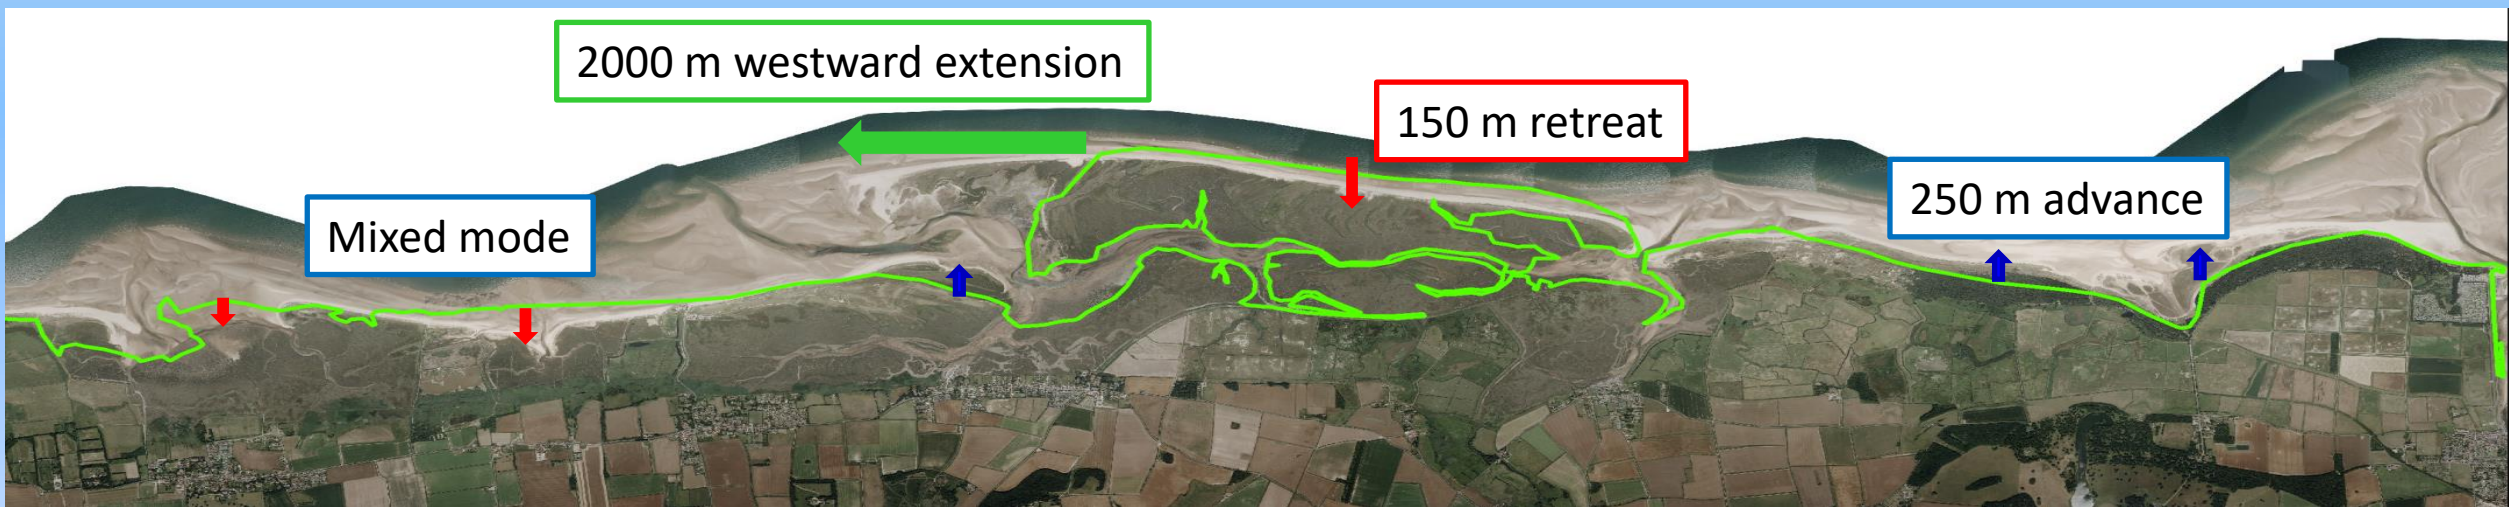 2000 m westward extension
150 m retreat
250 m advance
Mixed mode